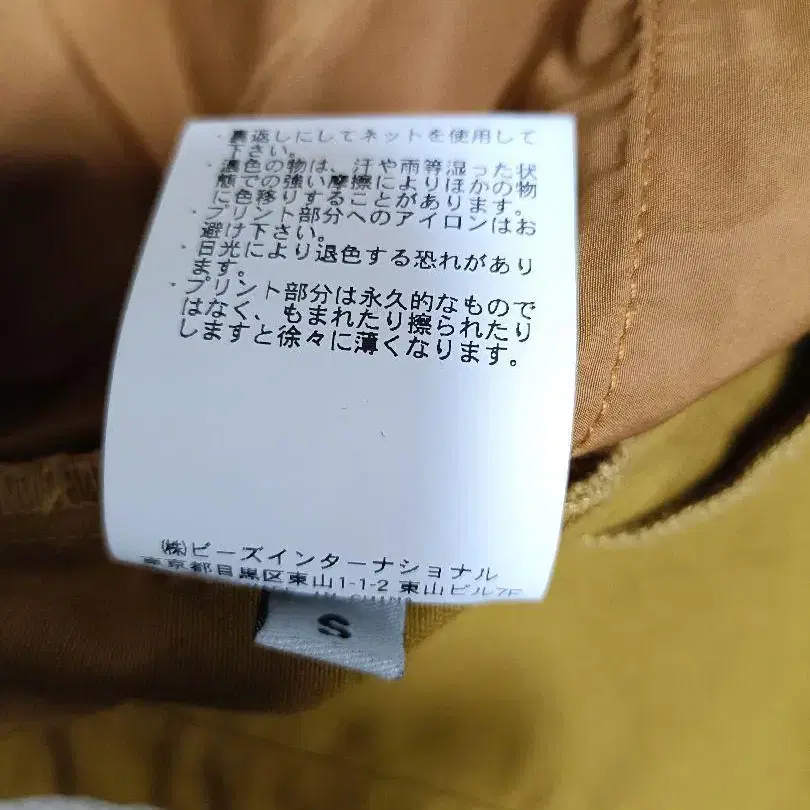 ・裏返しにしてネットを使用して
下さい。
・濃色の物は、汗や雨等湿った状
態での強い摩擦によりほかの物
に色移りすることがあります。
・プリント部分へのアイロンはお
避け下さい。
・日光により退色する恐れがあり
ます。
・プリント部分は永久的なもので
はなく、もまれたり擦られたり
しますと徐々に薄くなります。
㈱ビーズインターナショナル
東京都目黒区東山1-1-2 東山ビル7F
MADE IN CHINA
S